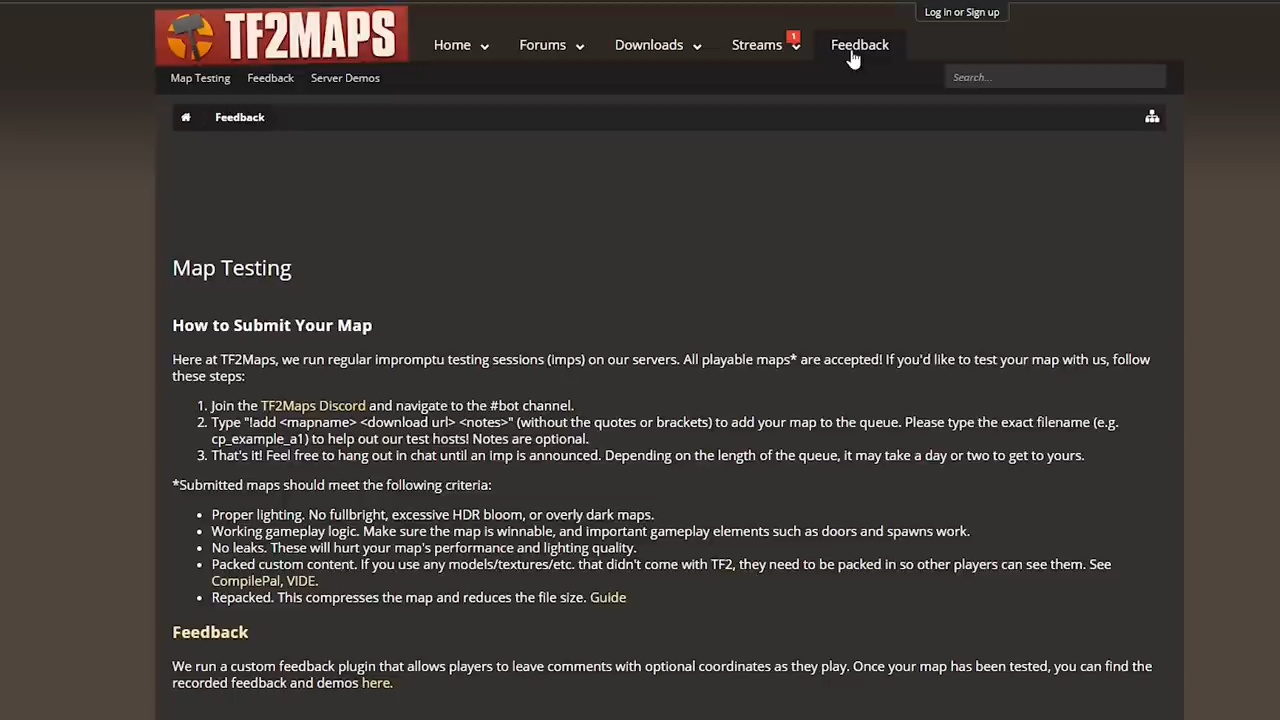 Log in or Sign up
TF2MAPS
Home Forums Downloads Streams 1 Feedback
Map Testing Feedback Server Demos
Search...
Feedback
Map Testing
How to Submit Your Map
Here at TF2Maps, we run regular impromptu testing sessions (imps) on our servers. All playable maps* are accepted! If you'd like to test your map with us, follow
these steps:
1. Join the TF2Maps Discord and navigate to the #bot channel.
2. Type "!add <mapname> <download url> <notes>" (without the quotes or brackets) to add your map to the queue. Please type the exact filename (e.g.
cp_example_a1) to help out our test hosts! Notes are optional.
3. That's it! Feel free to hang out in chat until an imp is announced. Depending on the length of the queue, it may take a day or two to get to yours.
*Submitted maps should meet the following criteria:
• Proper lighting. No fullbright, excessive HDR bloom, or overly dark maps.
• Working gameplay logic. Make sure the map is winnable, and important gameplay elements such as doors and spawns work.
• No leaks. These will hurt your map's performance and lighting quality.
• Packed custom content. If you use any models/textures/etc. that didn't come with TF2, they need to be packed in so other players can see them. See
CompilePal, VIDE.
• Repacked. This compresses the map and reduces the file size. Guide
Feedback
We run a custom feedback plugin that allows players to leave comments with optional coordinates as they play. Once your map has been tested, you can find the
recorded feedback and demos here.